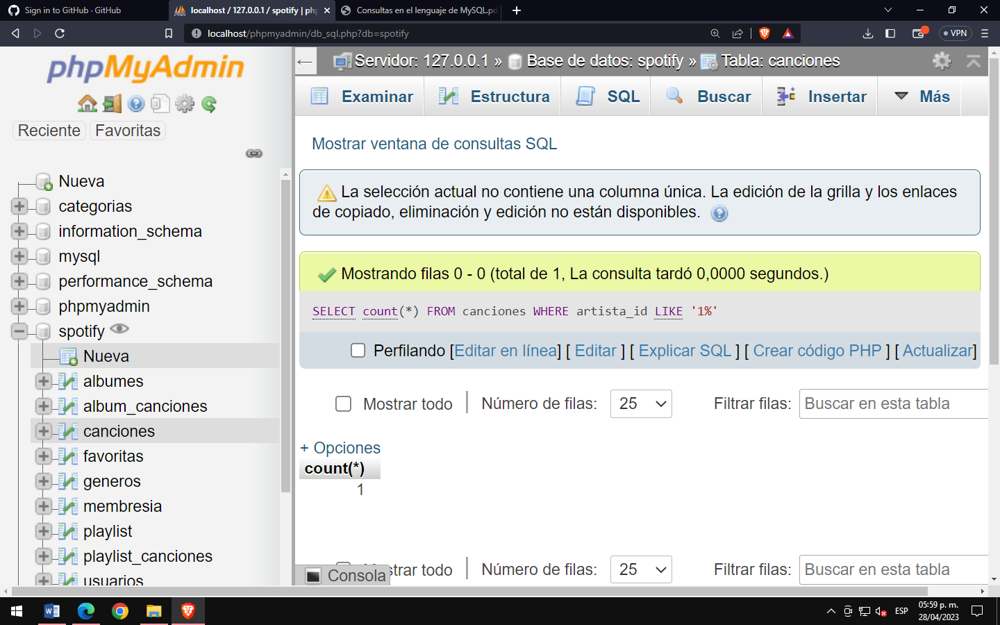 Sign in to GitHub · GitHub
localhost / 127.0.0.1 / spotify | php
Consultas en el lenguaje de MySQL.pd
localhost/phpmyadmin/db_sql.php?db=spotify
VPN
phpMyAdmin
Reciente
Favoritas
Nueva
categorias
information_schema
mysql
performance_schema
phpmyadmin
spotify
Nueva
albumes
album_canciones
canciones
favoritas
generos
membresia
playlist
playlist_canciones
usuarios
Servidor: 127.0.0.1 » Base de datos: spotify » Tabla: canciones
Examinar
Estructura
SQL
Buscar
Insertar
Más
Mostrar ventana de consultas SQL
La selección actual no contiene una columna única. La edición de la grilla y los enlaces
de copiado, eliminación y edición no están disponibles.
Mostrando filas 0 - 0 (total de 1, La consulta tardó 0,0000 segundos.)
SELECT count(*) FROM canciones WHERE artista_id LIKE '1%'
Perfilando [Editar en línea] [ Editar ] [ Explicar SQL ] [ Crear código PHP ] [ Actualizar]
Mostrar todo | Número de filas: 25 Filtrar filas: Buscar en esta tabla
+ Opciones
count(*)
1
strar todo | Número de filas: 25 Filtrar filas: Buscar en esta tabla
Consola
ESP
05:59 p. m.
28/04/2023